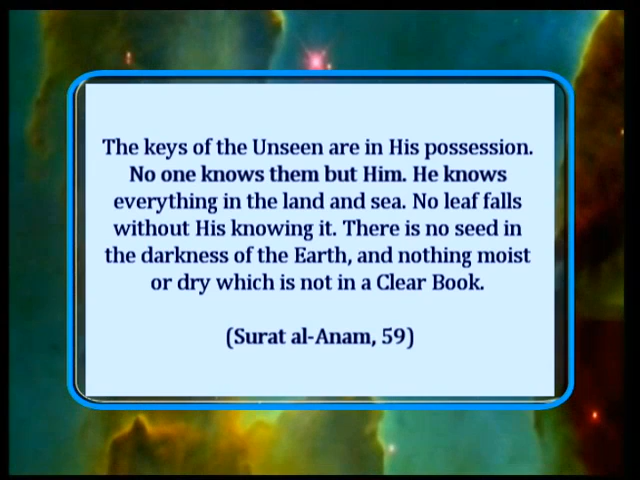 The keys of the Unseen are in His possession.
No one knows them but Him. He knows
everything in the land and sea. No leaf falls
without His knowing it. There is no seed in
the darkness of the Earth, and nothing moist
or dry which is not in a Clear Book.
(Surat al-Anam, 59)